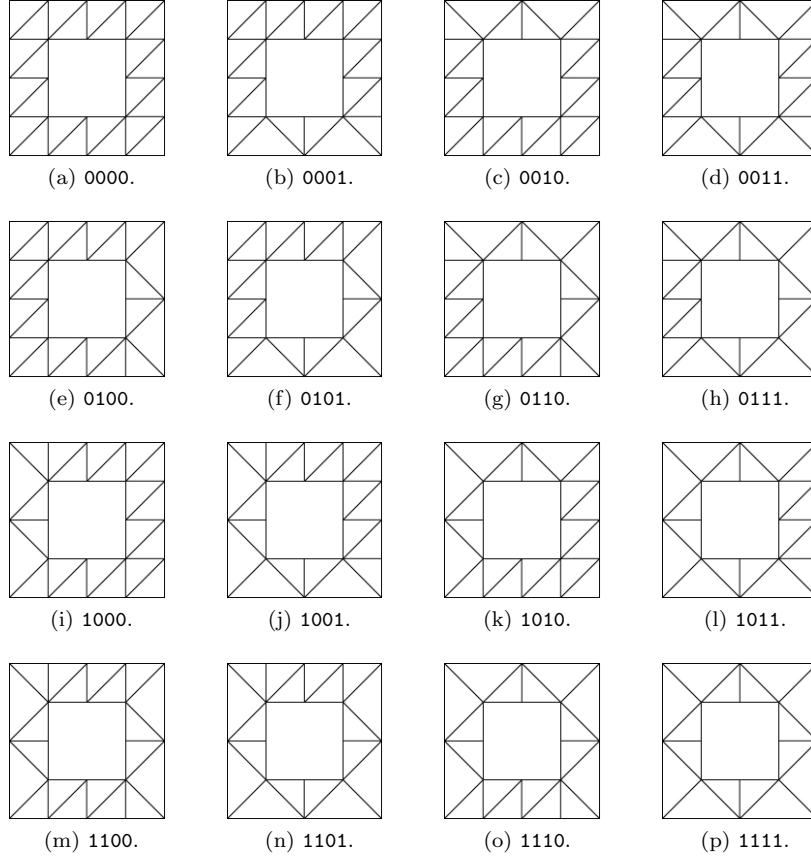 (a) 0000. (b) 0001. (c) 0010. (d) 0011.
(e) 0100. (f) 0101. (g) 0110. (h) 0111.
(i) 1000. (j) 1001. (k) 1010. (l) 1011.
(m) 1100. (n) 1101. (o) 1110. (p) 1111.